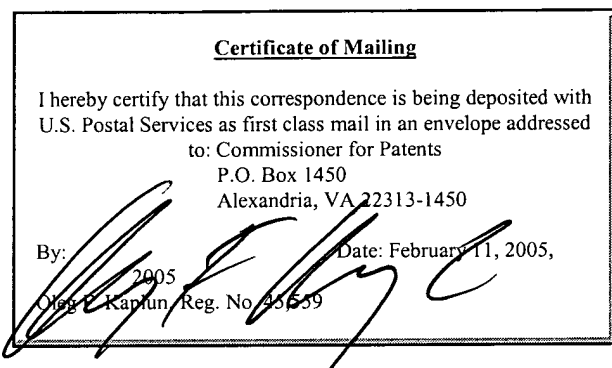 Certificate of Mailing
I hereby certify that this correspondence is being deposited with
U.S. Postal Services as first class mail in an envelope addressed
to: Commissioner for Patents
P.O. Box 1450
Alexandria, VA 22313-1450
By: Date: February 11, 2005,
2005
Oleg Kaplun, Reg. No. 45,559